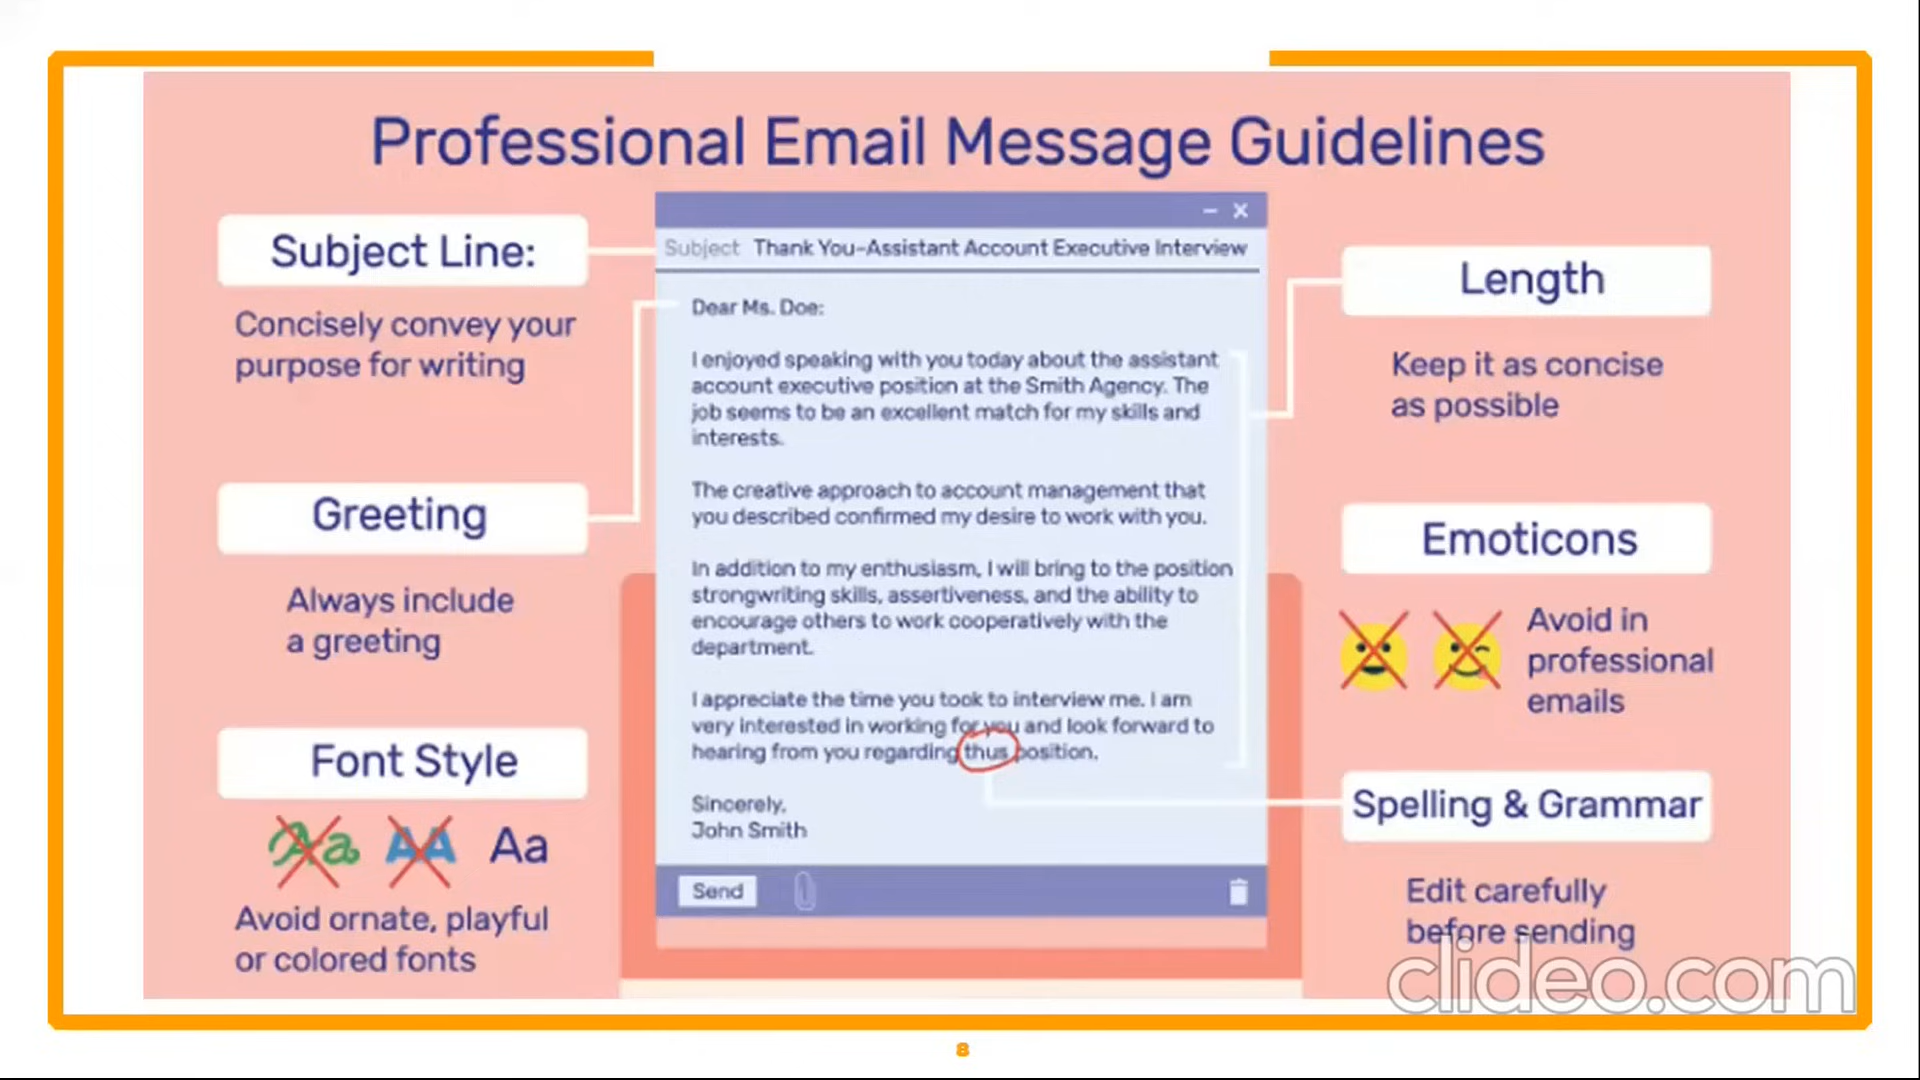 Professional Email Message Guidelines
Subject Line:
Concisely convey your
purpose for writing
Greeting
Always include
a greeting
Font Style
Aa AA Aa
Avoid ornate, playful
or colored fonts
Subject Thank You-Assistant Account Executive Interview
Dear Ms. Doe:
I enjoyed speaking with you today about the assistant
account executive position at the Smith Agency. The
job seems to be an excellent match for my skills and
interests.
The creative approach to account management that
you described confirmed my desire to work with you.
In addition to my enthusiasm, I will bring to the position
strongwriting skills, assertiveness, and the ability to
encourage others to work cooperatively with the
department.
I appreciate the time you took to interview me. I am
very interested in working for you and look forward to
hearing from you regarding thus position.
Sincerely,
John Smith
Send
Length
Keep it as concise
as possible
Emoticons
Avoid in
professional
emails
Spelling & Grammar
Edit carefully
before sending
clideo.com
8